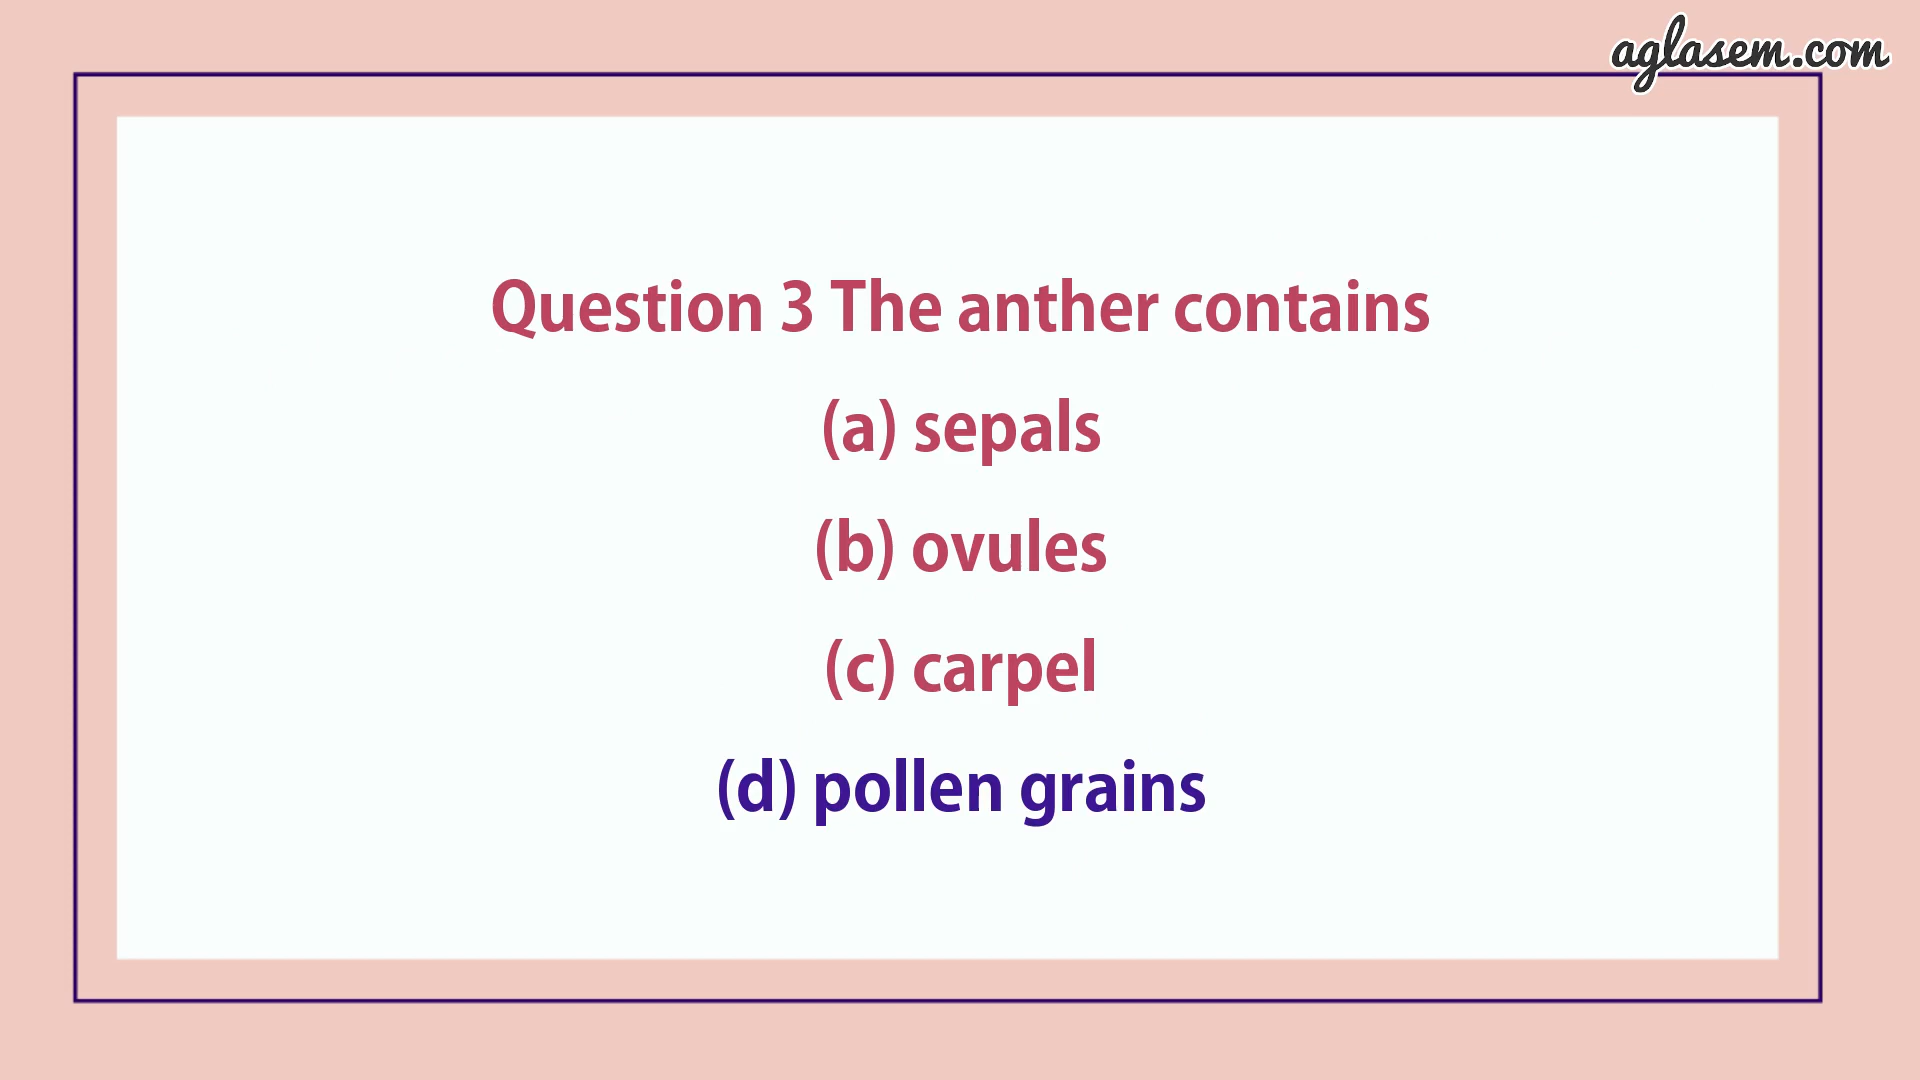 aglasem.com
Question 3 The anther contains
(a) sepals
(b) ovules
(c) carpel
(d) pollen grains